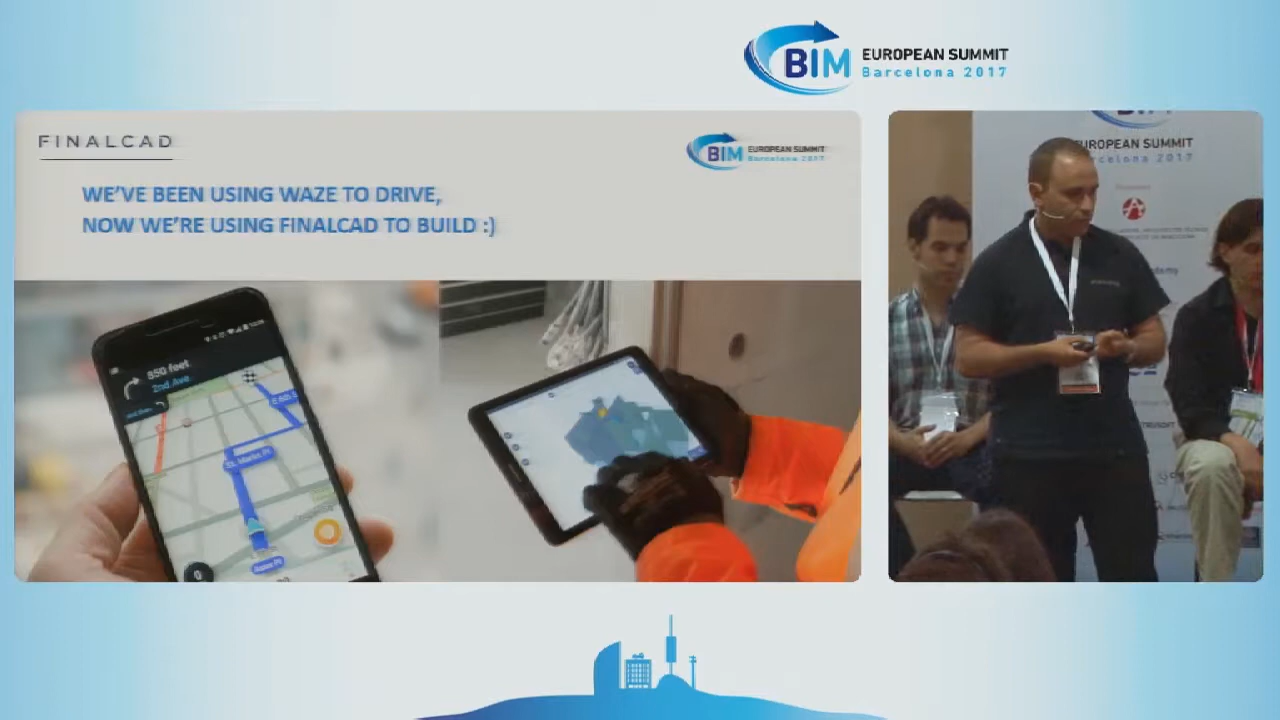 BIM
EUROPEAN SUMMIT
Barcelona 2017
FINALCAD
BIM
EUROPEAN SUMMIT
Barcelona 2017
WE'VE BEEN USING WAZE TO DRIVE,
NOW WE'RE USING FINALCAD TO BUILD :)
850 feet
2nd Ave
St. Marks Pl
BIM
EUROPEAN SUMMIT
Barcelona 2017